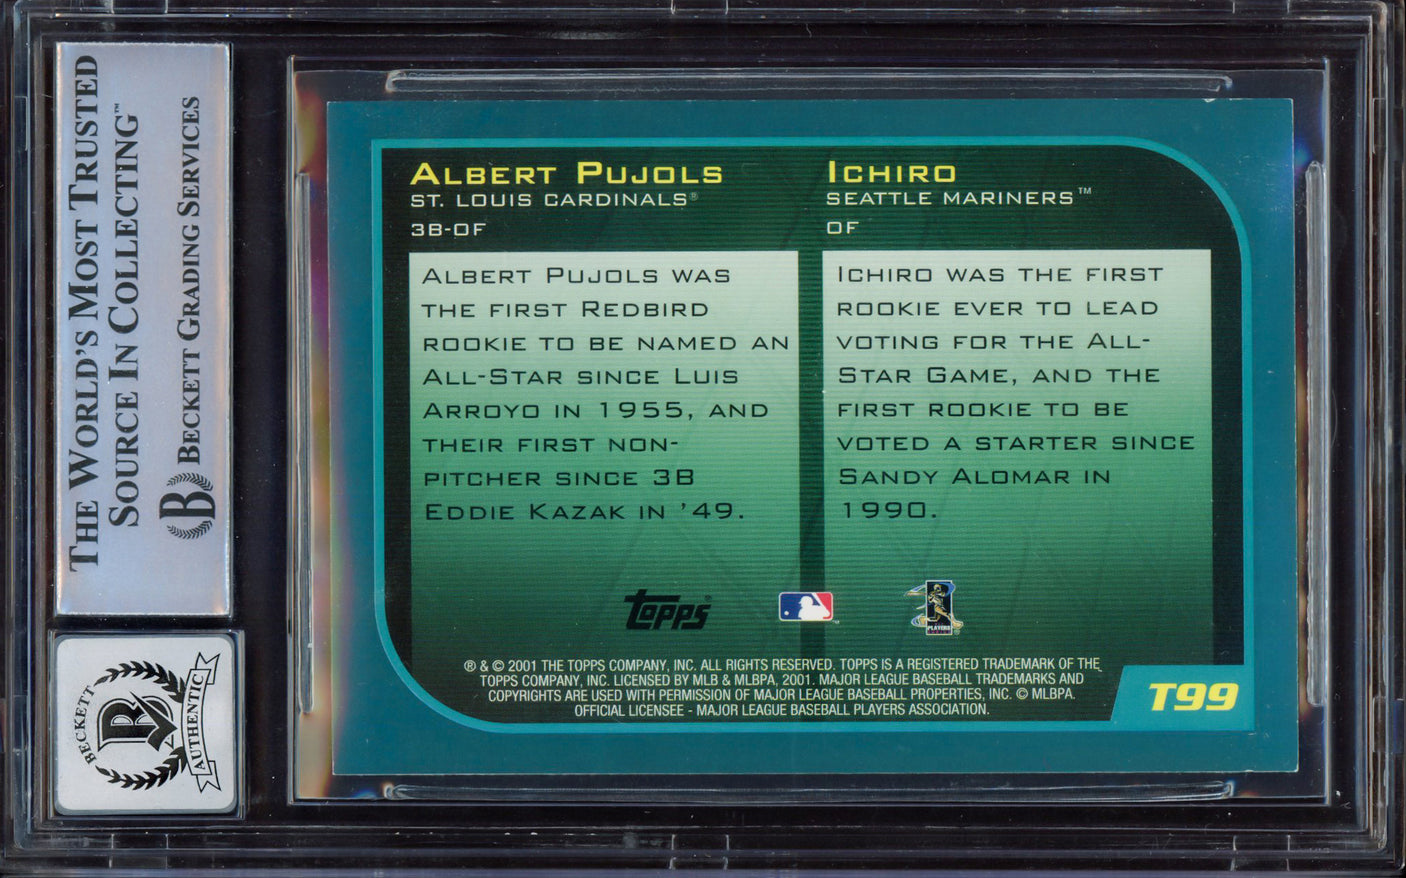 THE WORLD'S MOST TRUSTED
SOURCE IN COLLECTING™
BECKETT GRADING SERVICES
B
BECKETT
B
AUTHENTIC
ALBERT PUJOLS
ST. LOUIS CARDINALS®
3B-OF
ALBERT PUJOLS WAS
THE FIRST REDBIRD
ROOKIE TO BE NAMED AN
ALL-STAR SINCE LUIS
ARROYO IN 1955, AND
THEIR FIRST NON-
PITCHER SINCE 3B
EDDIE KAZAK IN '49.
ICHIRO
SEATTLE MARINERS™
OF
ICHIRO WAS THE FIRST
ROOKIE EVER TO LEAD
VOTING FOR THE ALL-
STAR GAME, AND THE
FIRST ROOKIE TO BE
VOTED A STARTER SINCE
SANDY ALOMAR IN
1990.
topps®
PLAYERS
CHOICE
® & © 2001 THE TOPPS COMPANY, INC. ALL RIGHTS RESERVED. TOPPS IS A REGISTERED TRADEMARK OF THE
TOPPS COMPANY, INC. LICENSED BY MLB & MLBPA, 2001. MAJOR LEAGUE BASEBALL TRADEMARKS AND
COPYRIGHTS ARE USED WITH PERMISSION OF MAJOR LEAGUE BASEBALL PROPERTIES, INC. © MLBPA.
OFFICIAL LICENSEE - MAJOR LEAGUE BASEBALL PLAYERS ASSOCIATION.
T99